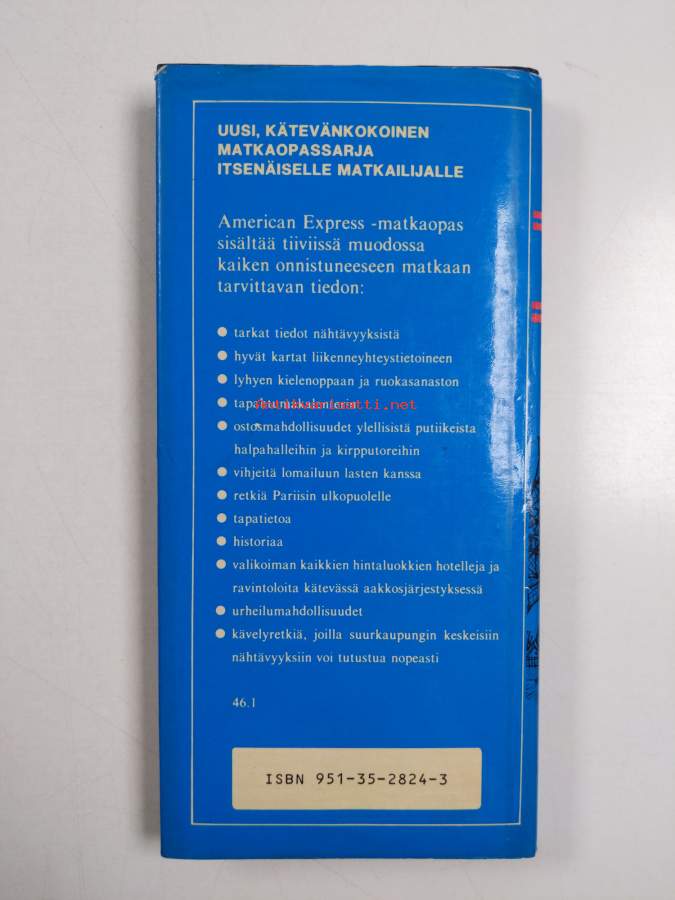 UUSI, KÄTEVÄNKOKOINEN
MATKAOPASSARJA
ITSENÄISELLE MATKAILIJALLE
American Express -matkaopas
sisältää tiiviissä muodossa
kaiken onnistuneeseen matkaan
tarvittavan tiedon:
● tarkat tiedot nähtävyyksistä
● hyvät kartat liikenneyhteystietoineen
● lyhyen kielenoppaan ja ruokasanaston
● tapahtumakalenterin
● ostosmahdollisuudet ylellisistä putiikeista
halpahalleihin ja kirpputoreihin
● vihjeitä lomailuun lasten kanssa
● retkiä Pariisin ulkopuolelle
● tapatietoa
● historiaa
● valikoiman kaikkien hintaluokkien hotelleja ja
ravintoloita kätevässä aakkosjärjestyksessä
● urheilumahdollisuudet
● kävelyretkiä, joilla suurkaupungin keskeisiin
nähtävyyksiin voi tutustua nopeasti
46.1
ISBN 951-35-2824-3